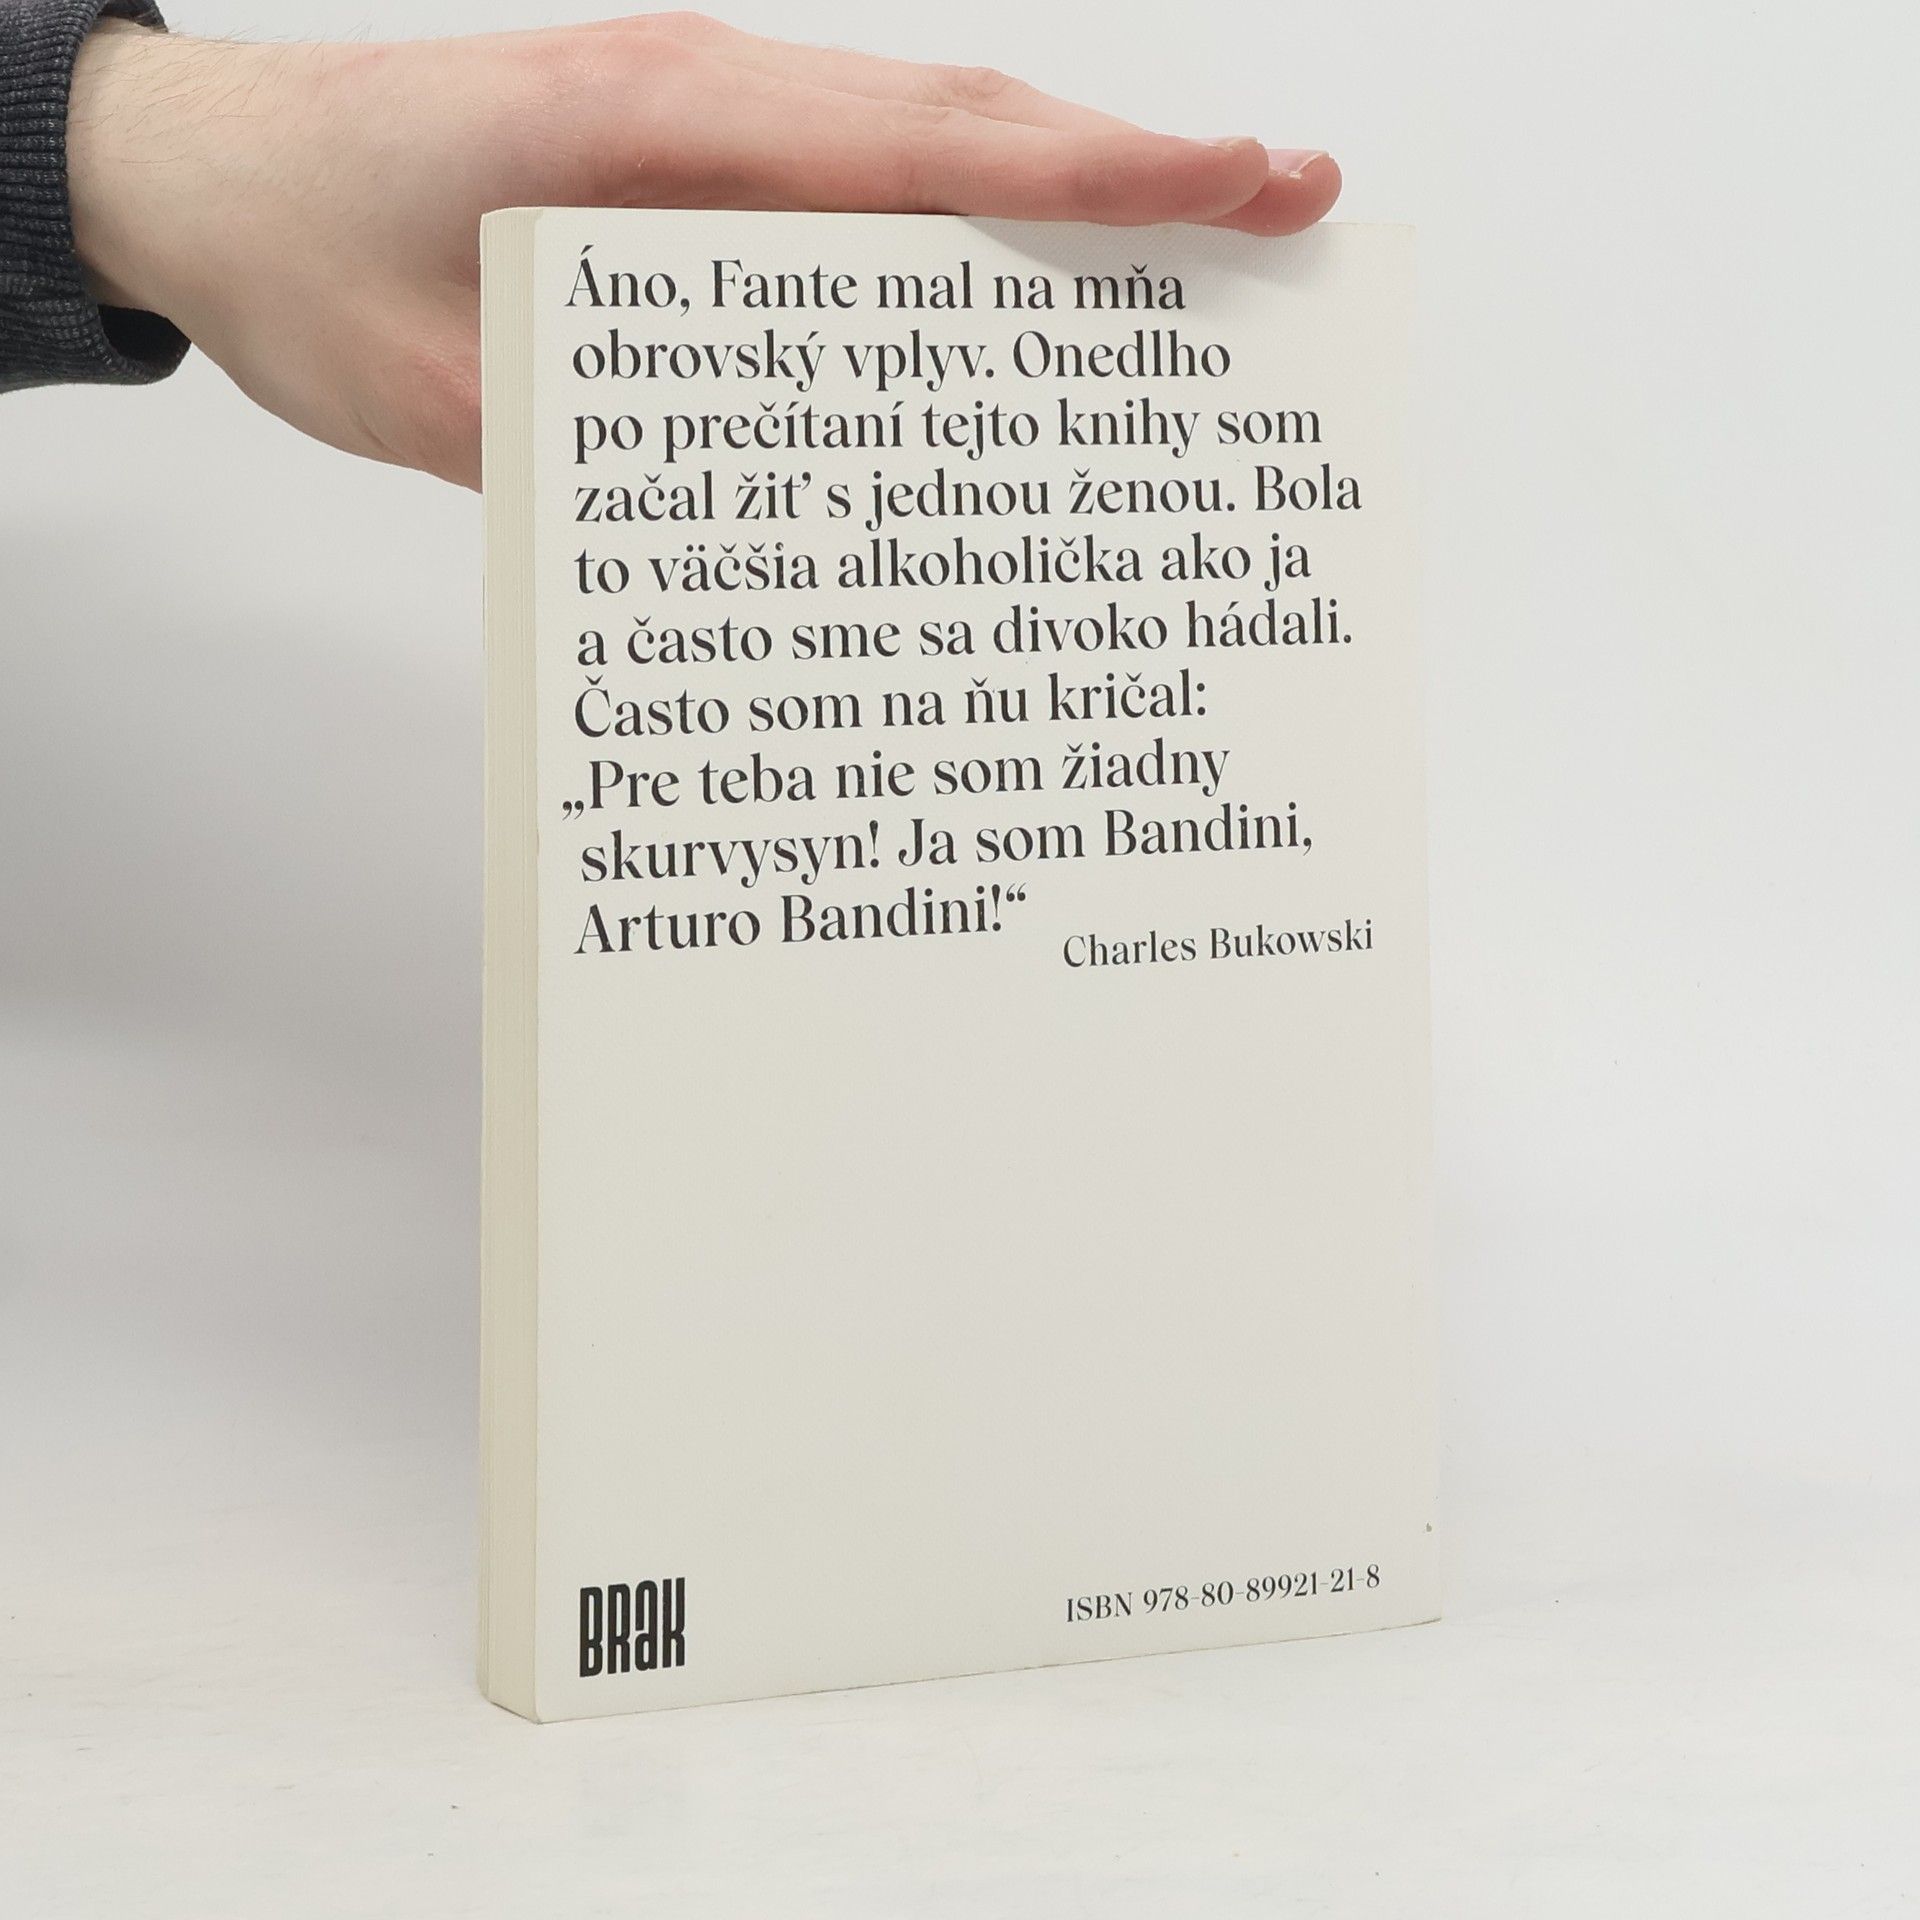 Áno, Fante mal na mňa
obrovský vplyv. Onedlho
po prečítaní tejto knihy som
začal žiť s jednou ženou. Bola
to väčšia alkoholička ako ja
a často sme sa divoko hádali.
Často som na ňu kričal:
„Pre teba nie som žiadny
skurvysyn! Ja som Bandini,
Arturo Bandini!“
Charles Bukowski
BRaK
ISBN 978-80-89921-21-8